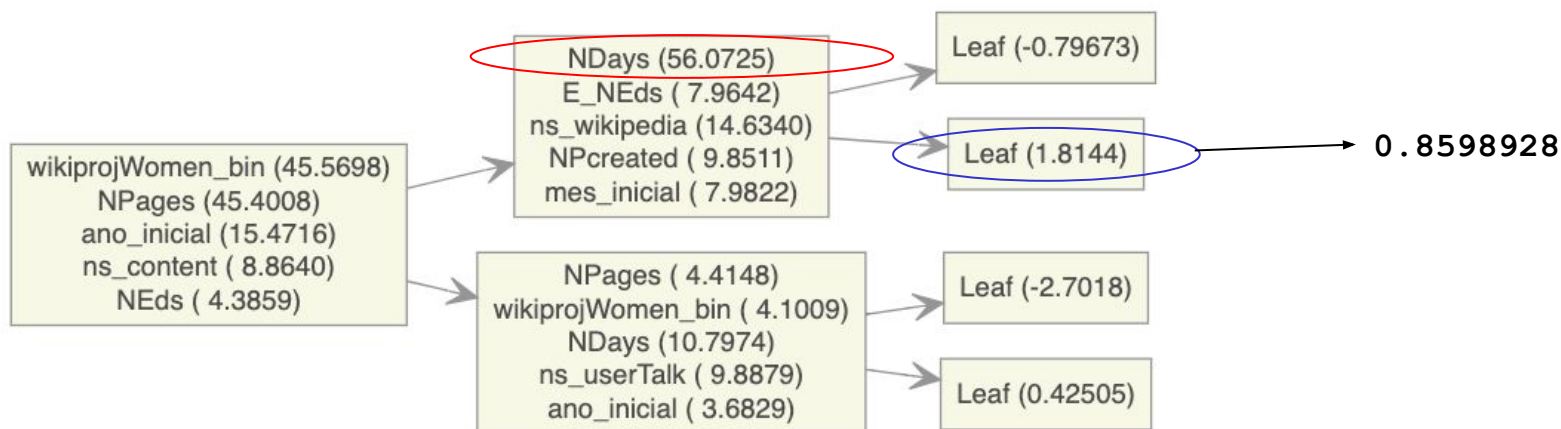 wikiprojWomen_bin (45.5698)
NPages (45.4008)
ano_inicial (15.4716)
ns_content ( 8.8640)
NEds ( 4.3859)
NDays (56.0725)
E_NEds ( 7.9642)
ns_wikipedia (14.6340)
NPcreated ( 9.8511)
mes_inicial ( 7.9822)
NPages ( 4.4148)
wikiprojWomen_bin ( 4.1009)
NDays (10.7974)
ns_userTalk ( 9.8879)
ano_inicial ( 3.6829)
Leaf (-0.79673)
Leaf (1.8144)
0.8598928
Leaf (-2.7018)
Leaf (0.42505)